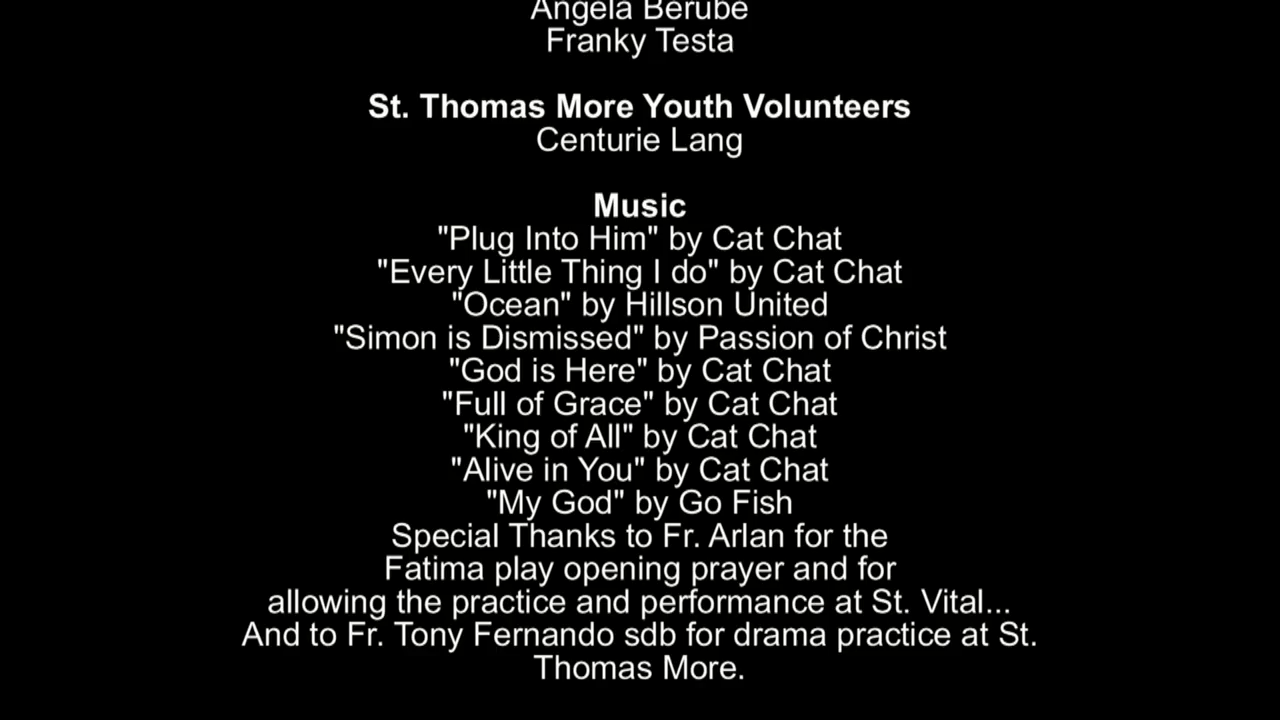 Angela Berube
Franky Testa
St. Thomas More Youth Volunteers
Centurie Lang
Music
"Plug Into Him" by Cat Chat
"Every Little Thing I do" by Cat Chat
"Ocean" by Hillson United
"Simon is Dismissed" by Passion of Christ
"God is Here" by Cat Chat
"Full of Grace" by Cat Chat
"King of All" by Cat Chat
"Alive in You" by Cat Chat
"My God" by Go Fish
Special Thanks to Fr. Arlan for the
Fatima play opening prayer and for
allowing the practice and performance at St. Vital...
And to Fr. Tony Fernando sdb for drama practice at St.
Thomas More.